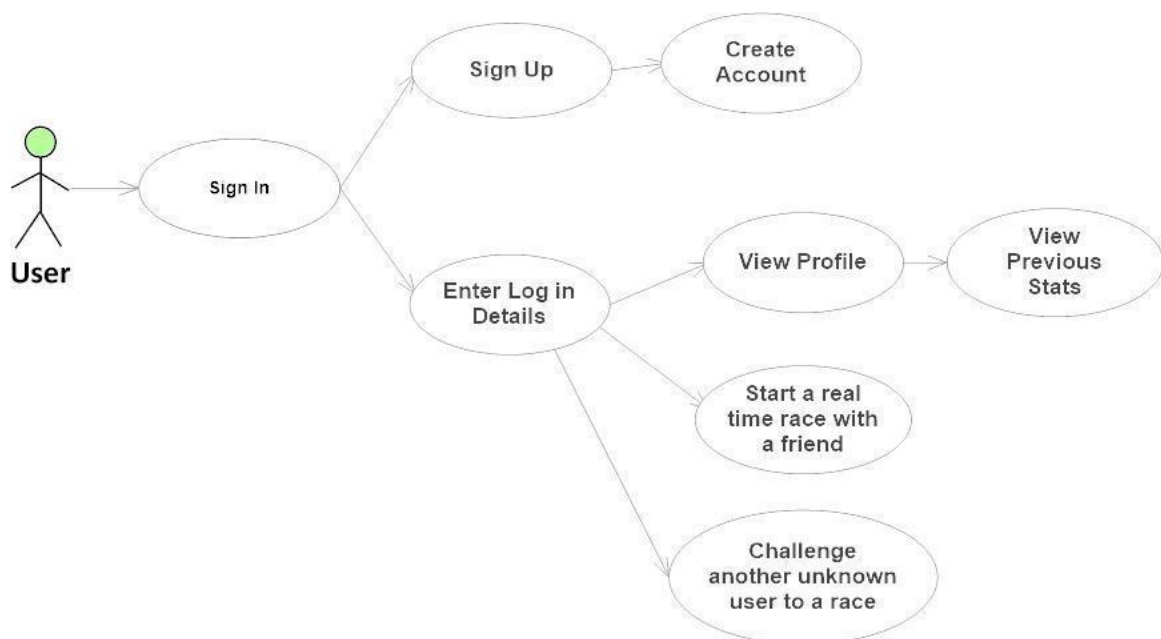 Sign Up
Create
Account
Sign In
User
Enter Log in
Details
View Profile
View
Previous
Stats
Start a real
time race with
a friend
Challenge
another unknown
user to a race